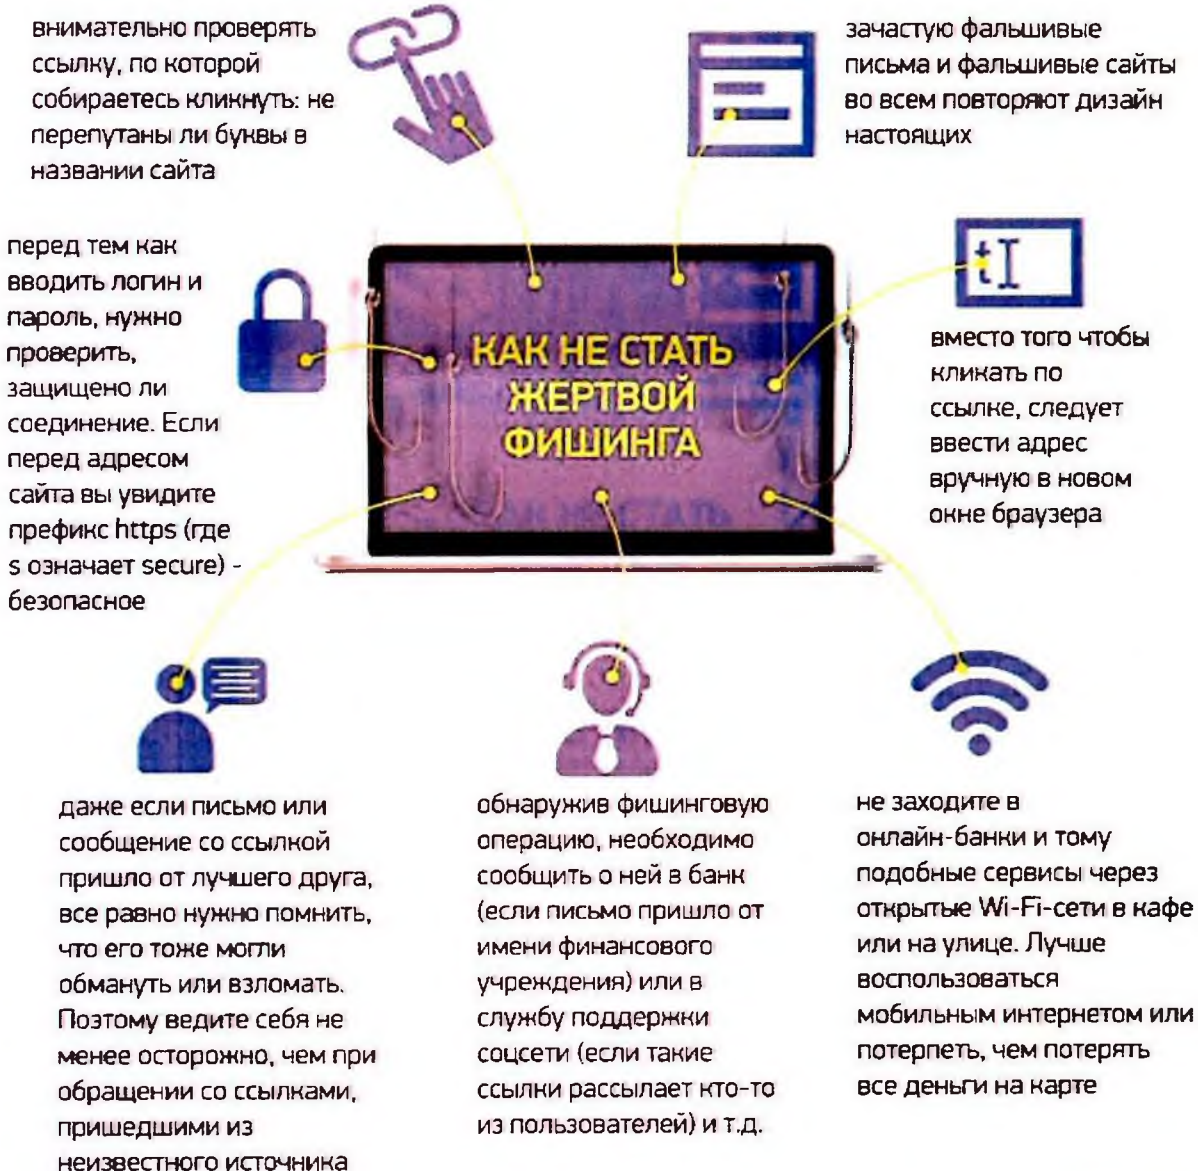 внимательно проверять
ссылку, по которой
собираетесь кликнуть: не
перепутаны ли буквы в
названии сайта
зачастую фальшивые
письма и фальшивые сайты
во всем повторяют дизайн
настоящих
перед тем как
вводить логин и
пароль, нужно
проверить,
защищено ли
соединение. Если
перед адресом
сайта вы увидите
префикс https (где
s означает secure) -
безопасное
КАК НЕ СТАТЬ
ЖЕРТВОЙ
ФИШИНГА
t
вместо того чтобы
кликать по
ссылке, следует
ввести адрес
вручную в новом
окне браузера
даже если письмо или
сообщение со ссылкой
пришло от лучшего друга,
все равно нужно помнить,
что его тоже могли
обмануть или взломать.
Поэтому ведите себя не
менее осторожно, чем при
обращении со ссылками,
пришедшими из
неизвестного источника
обнаружив фишинговую
операцию, необходимо
сообщить о ней в банк
(если письмо пришло от
имени финансового
учреждения) или в
службу поддержки
соцсети (если такие
ссылки рассылает кто-то
из пользователей) и т.д.
не заходите в
онлайн-банки и тому
подобные сервисы через
открытые Wi-Fi-сети в кафе
или на улице. Лучше
воспользоваться
мобильным интернетом или
потерпеть, чем потерять
все деньги на карте